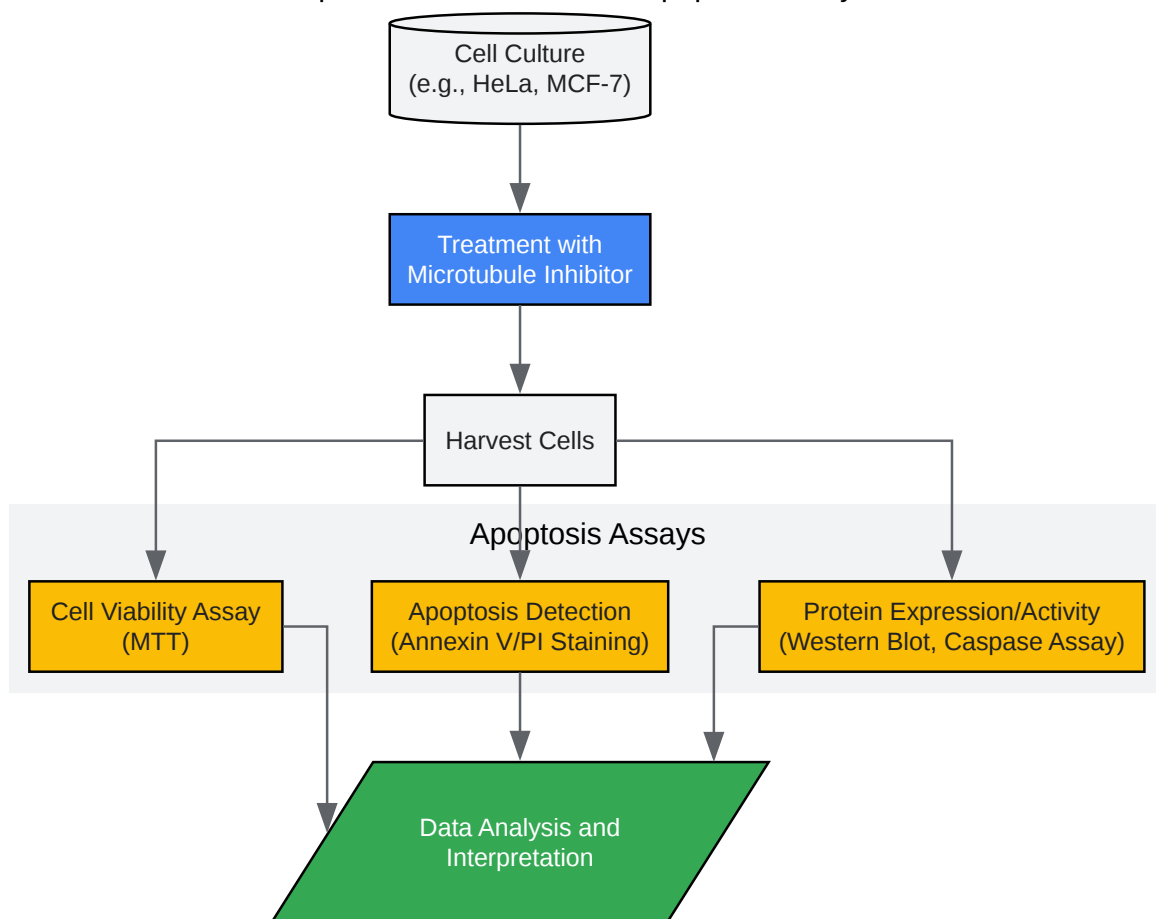 Cell Culture
(e.g., HeLa, MCF-7)
Treatment with
Microtubule Inhibitor
Harvest Cells
Apoptosis Assays
Cell Viability Assay
(MTT)
Apoptosis Detection
(Annexin V/PI Staining)
Protein Expression/Activity
(Western Blot, Caspase Assay)
Data Analysis and
Interpretation